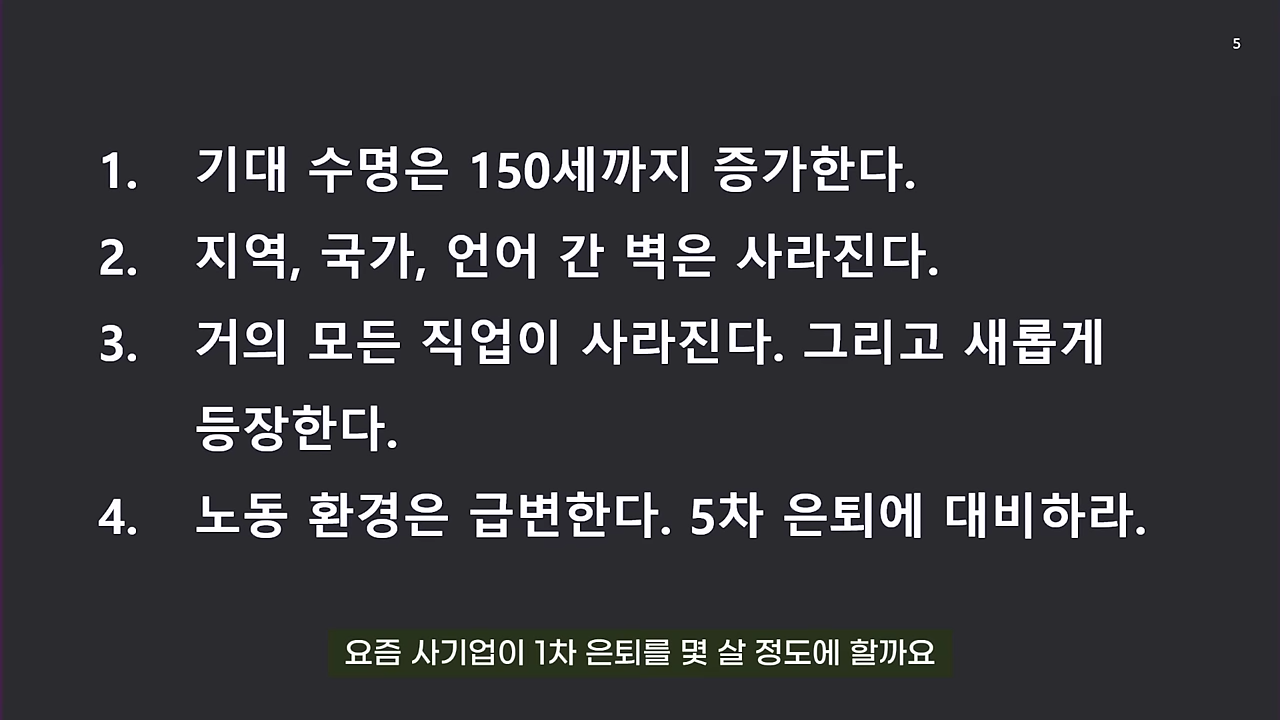 5
1. 기대 수명은 150세까지 증가한다.
2. 지역, 국가, 언어 간 벽은 사라진다.
3. 거의 모든 직업이 사라진다. 그리고 새롭게
등장한다.
4. 노동 환경은 급변한다. 5차 은퇴에 대비하라.
요즘 사기업이 1차 은퇴를 몇 살 정도에 할까요